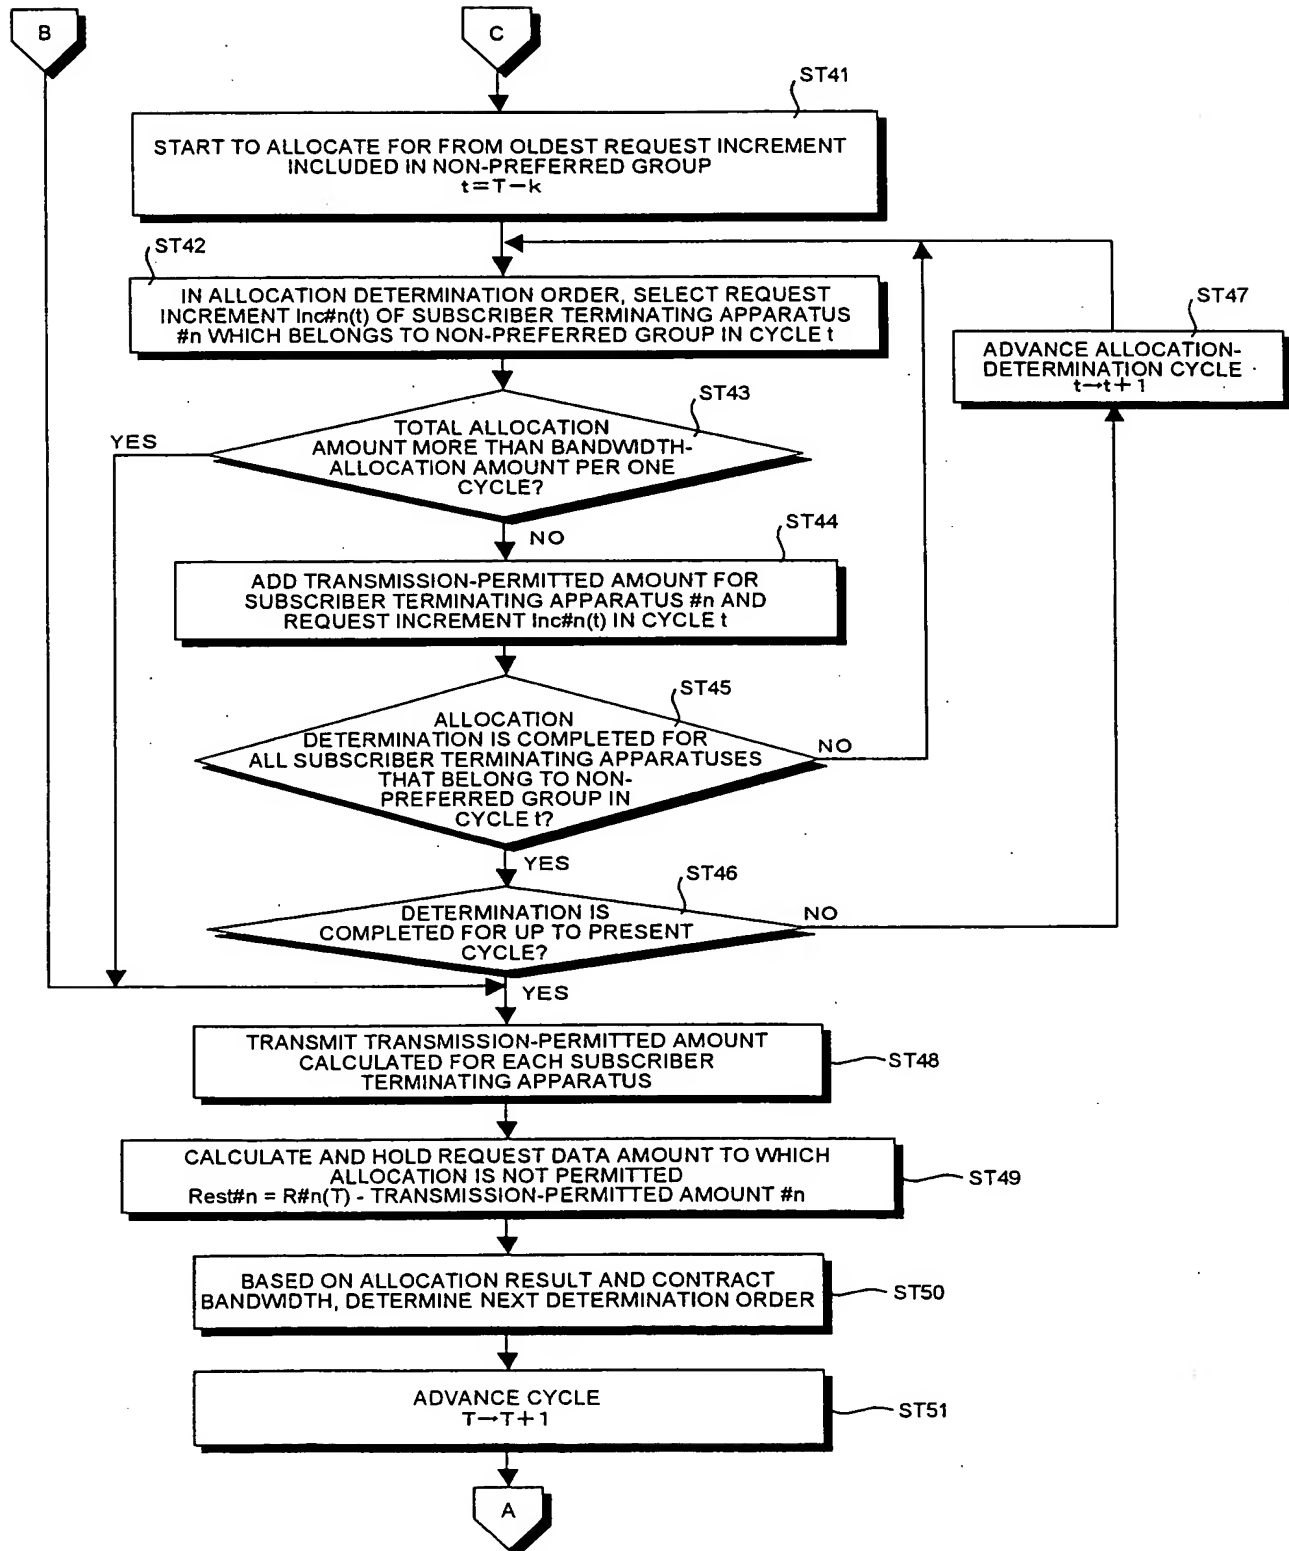 B
C
ST41
START TO ALLOCATE FOR FROM OLDEST REQUEST INCREMENT
INCLUDED IN NON-PREFERRED GROUP
t=T-k
ST42
IN ALLOCATION DETERMINATION ORDER, SELECT REQUEST
INCREMENT Inc#n(t) OF SUBSCRIBER TERMINATING APPARATUS
#n WHICH BELONGS TO NON-PREFERRED GROUP IN CYCLE t
ST47
ADVANCE ALLOCATION-
DETERMINATION CYCLE
t→t+1
ST43
TOTAL ALLOCATION
AMOUNT MORE THAN BANDWIDTH-
ALLOCATION AMOUNT PER ONE
CYCLE?
YES
NO
ST44
ADD TRANSMISSION-PERMITTED AMOUNT FOR
SUBSCRIBER TERMINATING APPARATUS #n AND
REQUEST INCREMENT Inc#n(t) IN CYCLE t
ST45
ALLOCATION
DETERMINATION IS COMPLETED FOR
ALL SUBSCRIBER TERMINATING APPARATUSES
THAT BELONG TO NON-
PREFERRED GROUP IN
CYCLE t?
NO
YES
ST46
DETERMINATION IS
COMPLETED FOR UP TO PRESENT
CYCLE?
NO
YES
TRANSMIT TRANSMISSION-PERMITTED AMOUNT
CALCULATED FOR EACH SUBSCRIBER
TERMINATING APPARATUS
ST48
CALCULATE AND HOLD REQUEST DATA AMOUNT TO WHICH
ALLOCATION IS NOT PERMITTED
Rest#n = R#n(T) - TRANSMISSION-PERMITTED AMOUNT #n
ST49
BASED ON ALLOCATION RESULT AND CONTRACT
BANDWIDTH, DETERMINE NEXT DETERMINATION ORDER
ST50
ADVANCE CYCLE
T→T+1
ST51
A